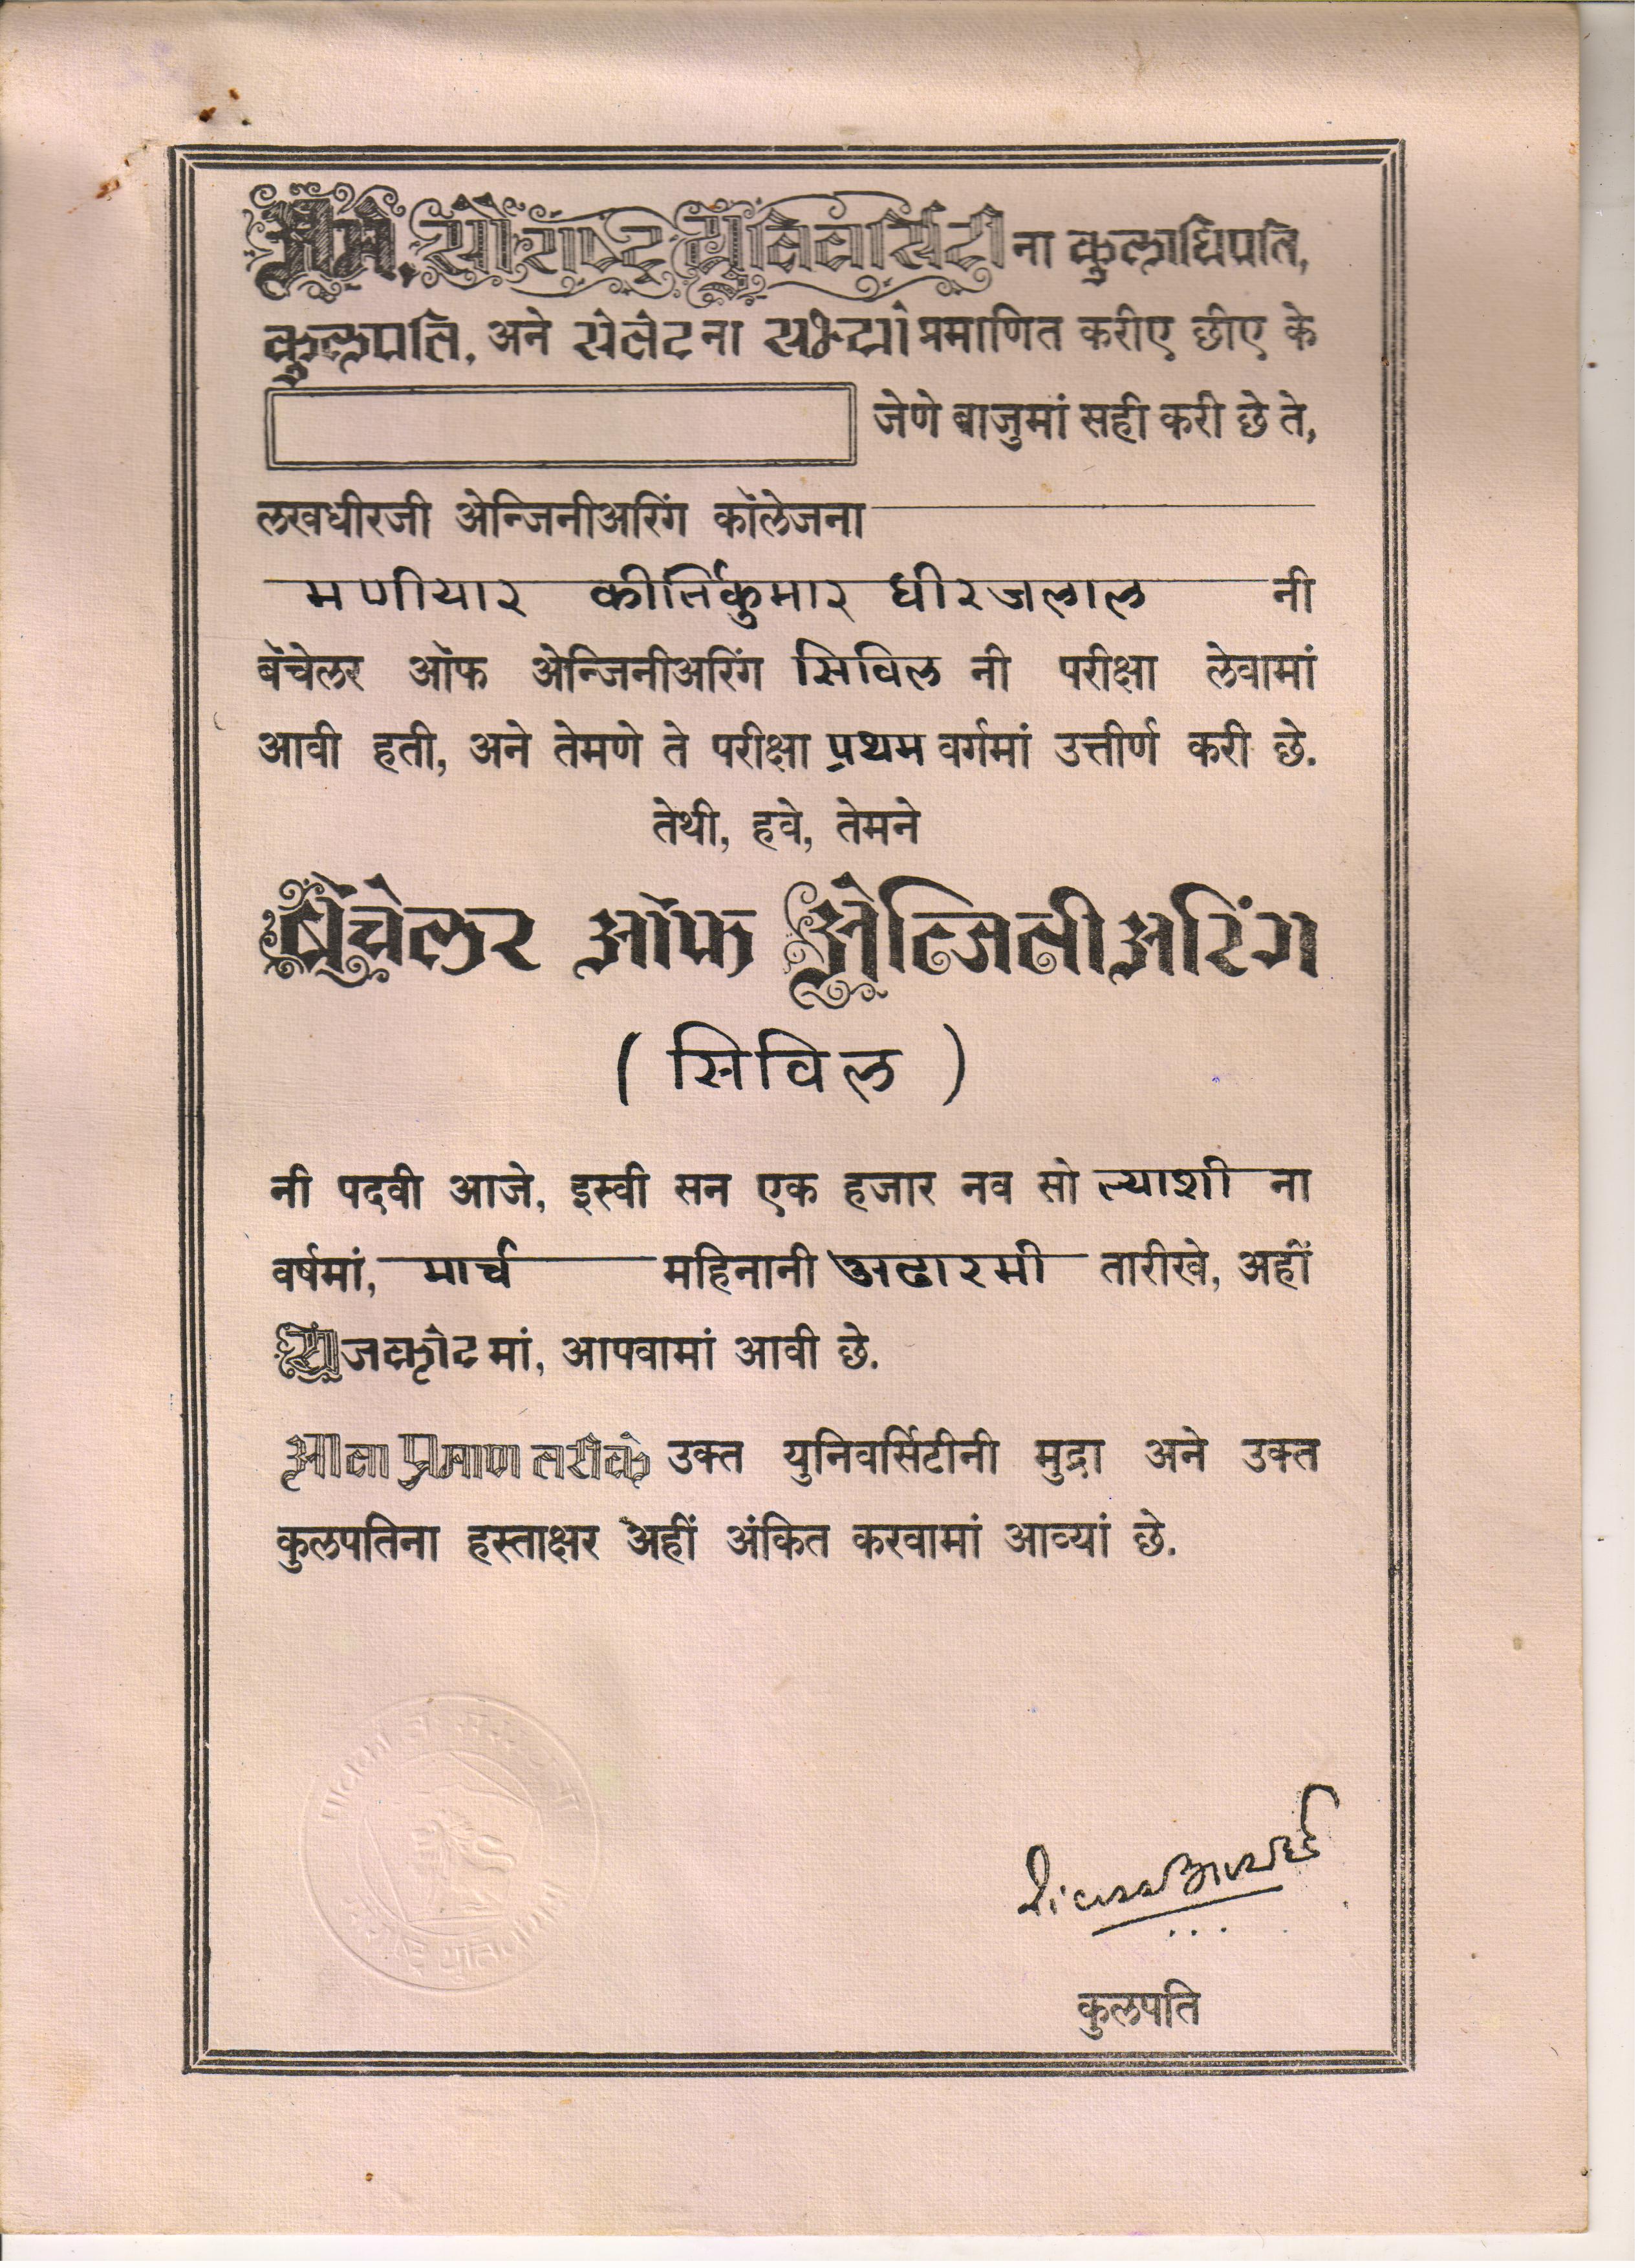 अमे, सौराष्ट्र युनिवर्सिटी ना कुलाधिपति,
कुलपति, अने सेनेटना सभ्यो प्रमाणित करीए छीए के
जेणे बाजुमां सही करी छे ते,
लखधीरजी ओन्जिनीअरिंग कॉलेजना
मणीयार कीर्तिकुमार धीरजलाल नी
बॅचेलर ऑफ ओन्जिनीअरिंग सिविल नी परीक्षा लेवामां
आवी हती, अने तेमणे ते परीक्षा प्रथम वर्गमां उत्तीर्ण करी छे.
तेथी, हवे, तेमने
बॅचेलर ऑफ ओन्जिनीअरिंग
( सिविल )
नी पदवी आजे, इस्वी सन एक हजार नव सो त्याशी ना
वर्षमां, मार्च महिनानी अढारमी तारीखे, अहीं
राजकोटमां, आपवामां आवी छे.
आना प्रमाण तरीके उक्त युनिवर्सिटीनी मुद्रा अने उक्त
कुलपतिना हस्ताक्षर अहीं अंकित करवामां आव्यां छे.
कुलपति